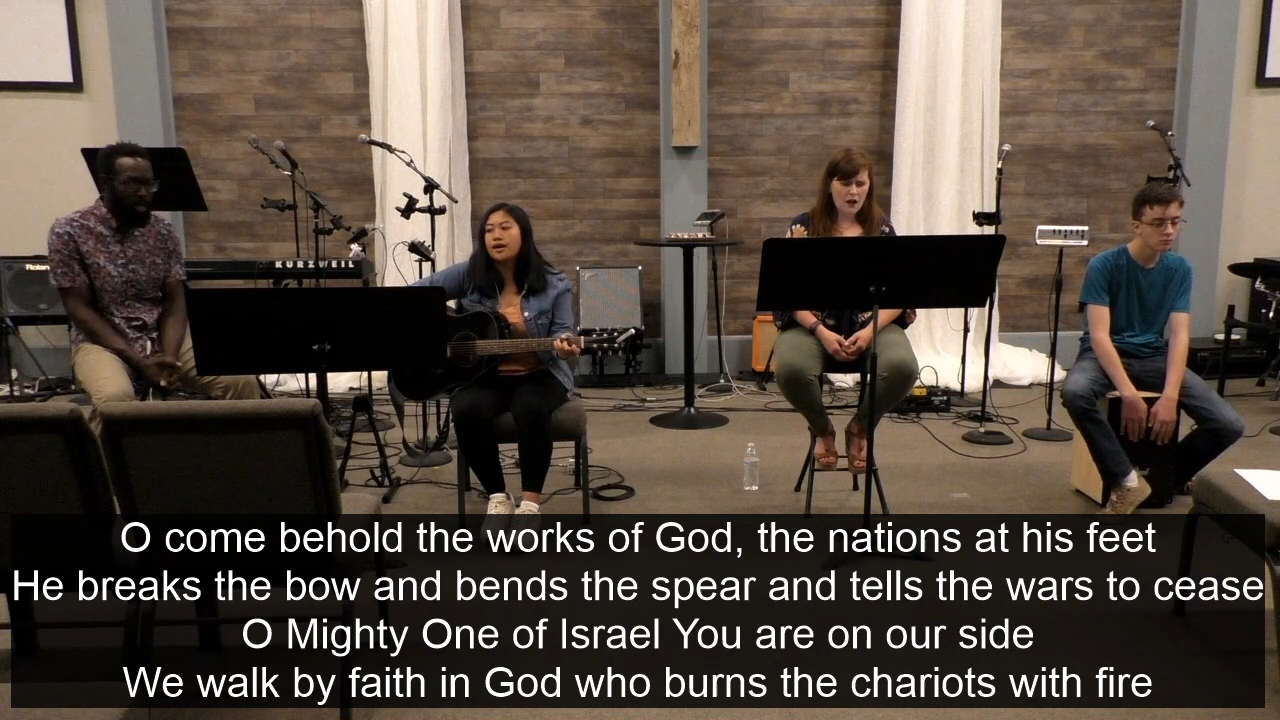 Roland
KURZWEIL
O come behold the works of God, the nations at his feet
He breaks the bow and bends the spear and tells the wars to cease
O Mighty One of Israel You are on our side
We walk by faith in God who burns the chariots with fire